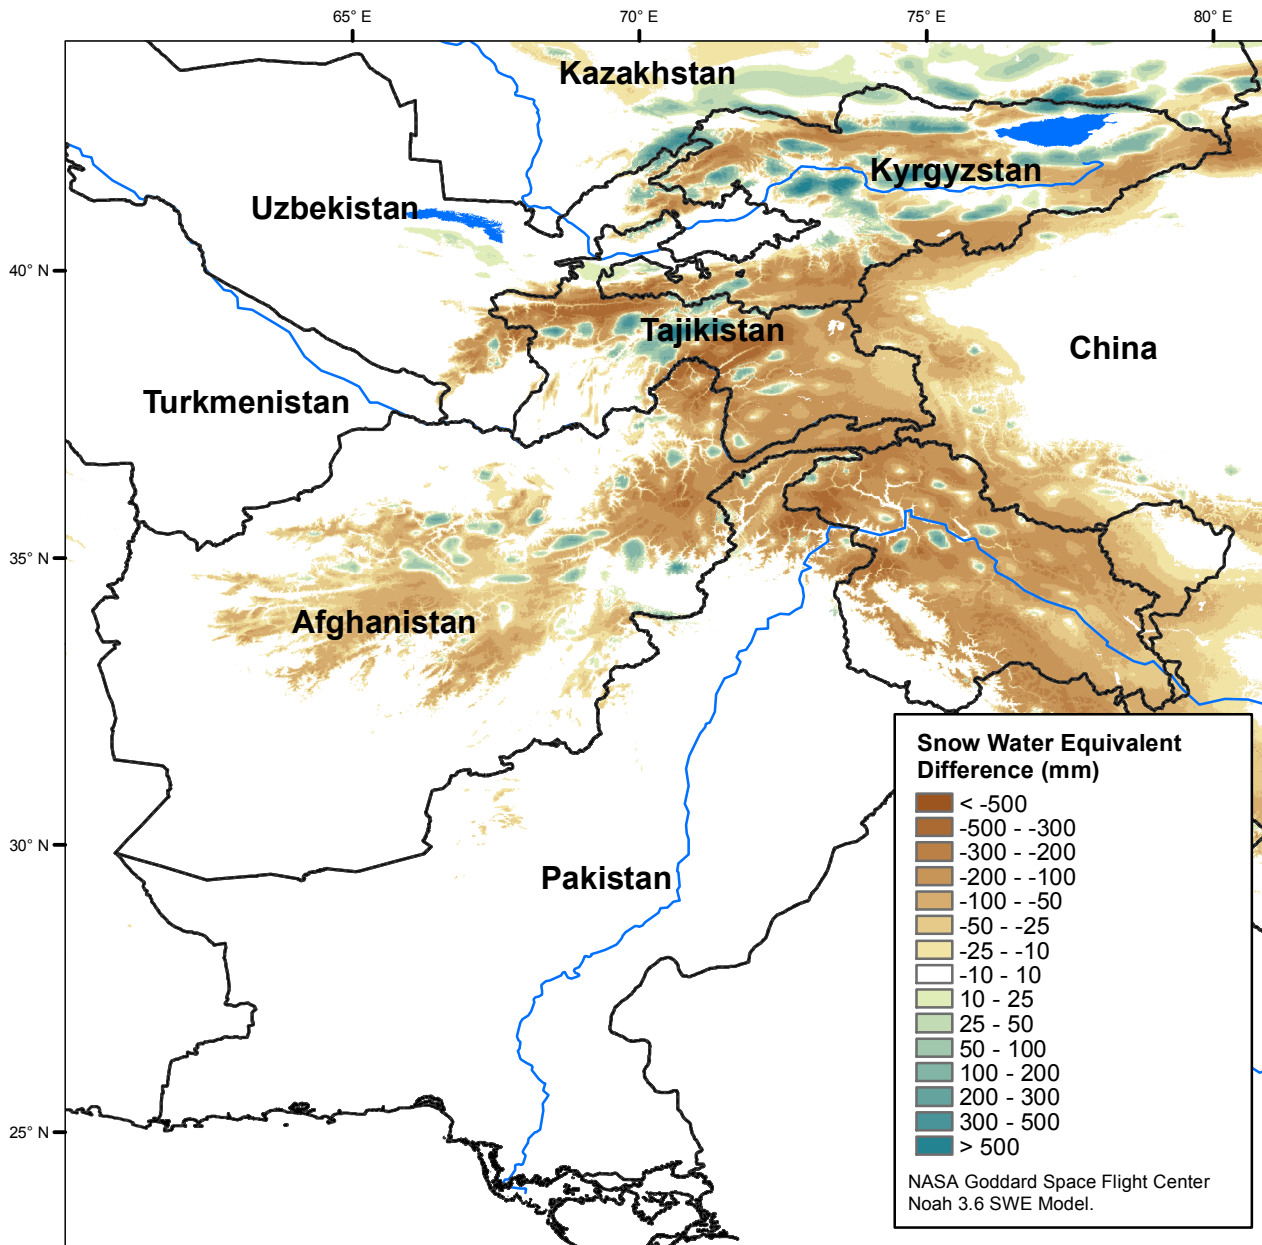 65° E
70° E
75° E
80° E
Kazakhstan
Kyrgyzstan
Uzbekistan
40° N
Tajikistan
China
Turkmenistan
35° N
Afghanistan
Snow Water Equivalent
Difference (mm)
< -500
-500 - -300
-300 - -200
-200 - -100
-100 - -50
-50 - -25
-25 - -10
-10 - 10
10 - 25
25 - 50
50 - 100
100 - 200
200 - 300
300 - 500
> 500
30° N
Pakistan
25° N
NASA Goddard Space Flight Center
Noah 3.6 SWE Model.